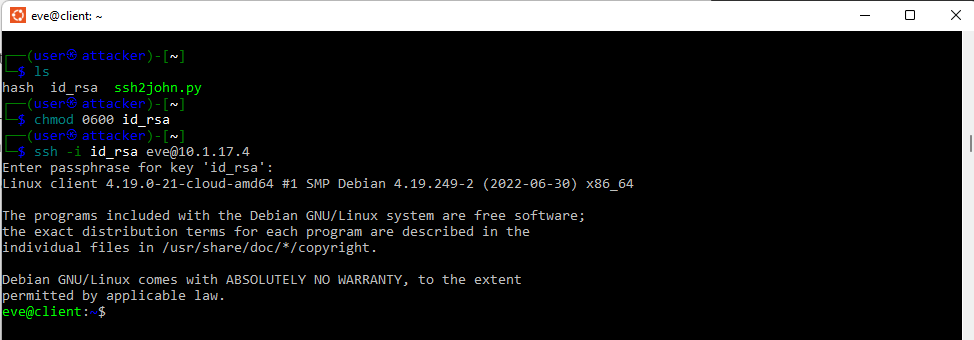 eve@client: ~
┌──(user㉿attacker)-[~]
└─$ ls
hash  id_rsa  ssh2john.py
┌──(user㉿attacker)-[~]
└─$ chmod 0600 id_rsa
┌──(user㉿attacker)-[~]
└─$ ssh -i id_rsa eve@10.1.17.4
Enter passphrase for key 'id_rsa':
Linux client 4.19.0-21-cloud-amd64 #1 SMP Debian 4.19.249-2 (2022-06-30) x86_64
The programs included with the Debian GNU/Linux system are free software;
the exact distribution terms for each program are described in the
individual files in /usr/share/doc/*/copyright.
Debian GNU/Linux comes with ABSOLUTELY NO WARRANTY, to the extent
permitted by applicable law.
eve@client:~$